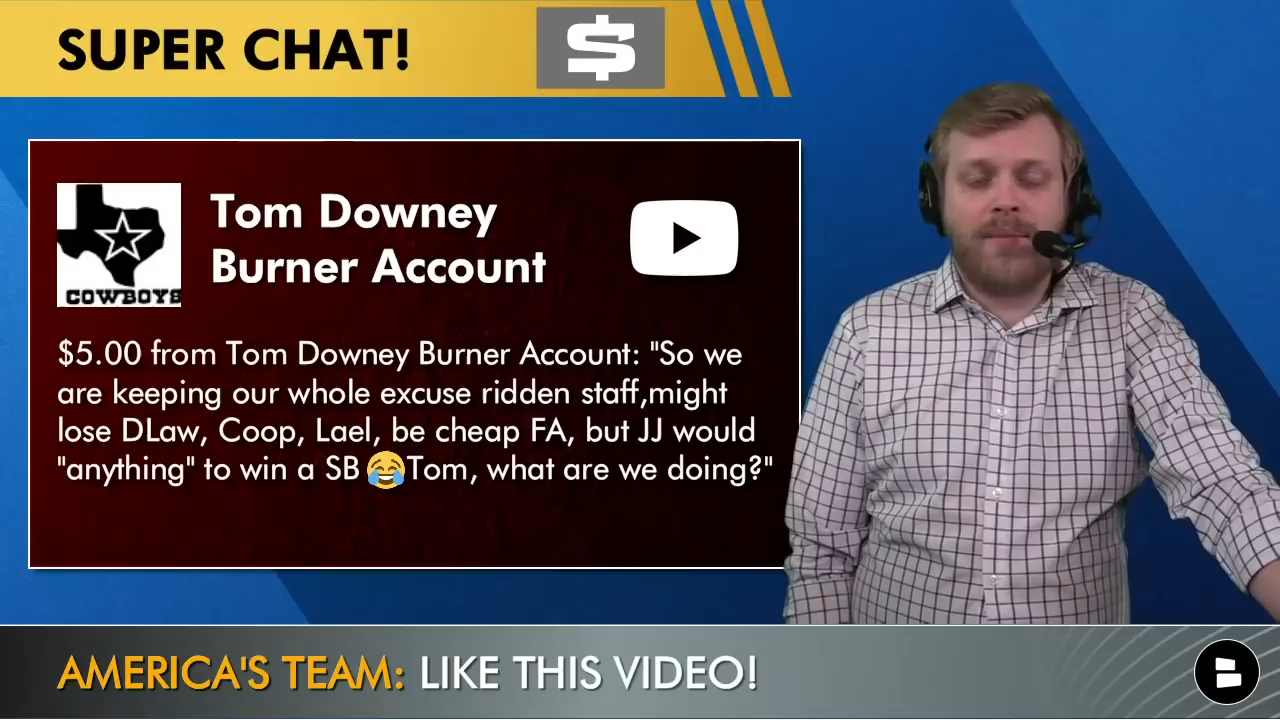 SUPER CHAT!
$
COWBOYS
Tom Downey
Burner Account
$5.00 from Tom Downey Burner Account: "So we
are keeping our whole excuse ridden staff,might
lose DLaw, Coop, Lael, be cheap FA, but JJ would
"anything" to win a SB 😂Tom, what are we doing?"
AMERICA'S TEAM: LIKE THIS VIDEO!